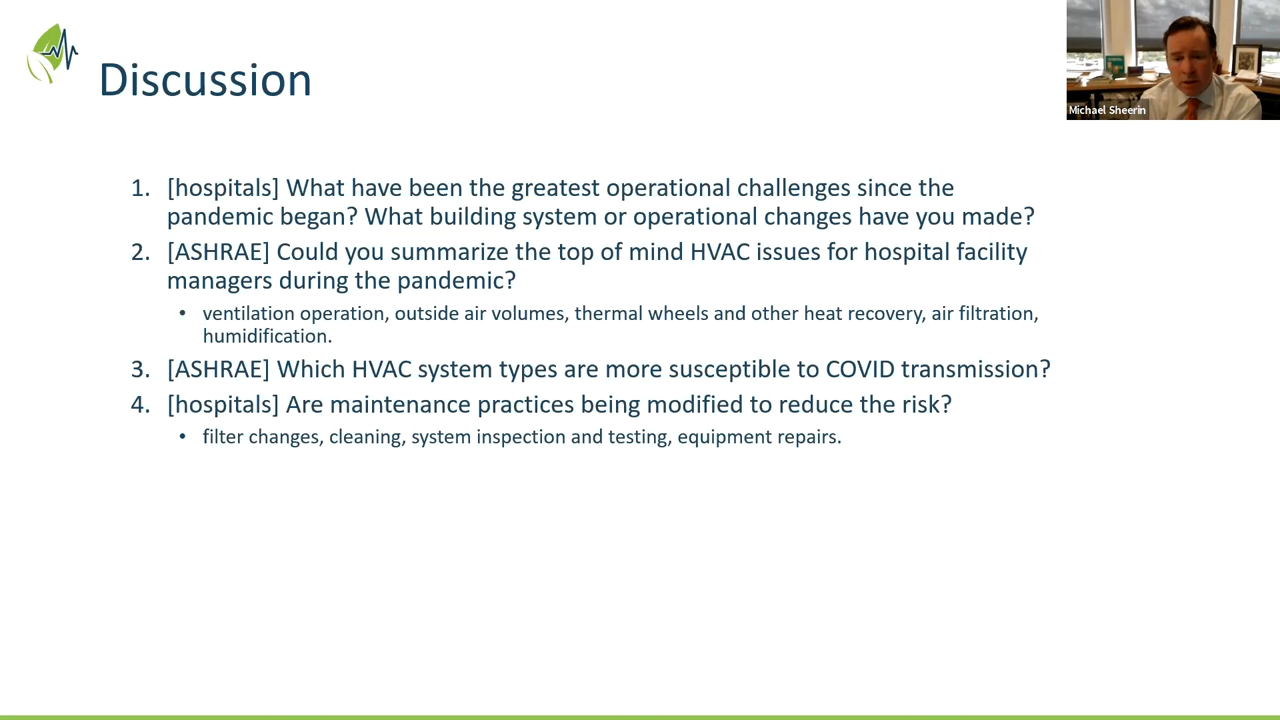 Discussion
Michael Sheerin
1. [hospitals] What have been the greatest operational challenges since the
pandemic began? What building system or operational changes have you made?
2. [ASHRAE] Could you summarize the top of mind HVAC issues for hospital facility
managers during the pandemic?
• ventilation operation, outside air volumes, thermal wheels and other heat recovery, air filtration,
humidification.
3. [ASHRAE] Which HVAC system types are more susceptible to COVID transmission?
4. [hospitals] Are maintenance practices being modified to reduce the risk?
• filter changes, cleaning, system inspection and testing, equipment repairs.